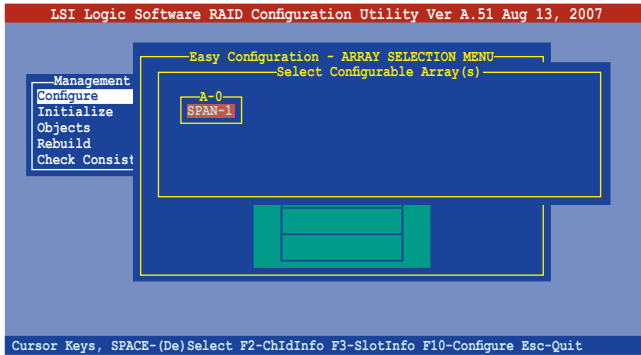 LSI Logic Software RAID Configuration Utility Ver A.51 Aug 13, 2007
Easy Configuration - ARRAY SELECTION MENU
Select Configurable Array(s)
Management
Configure
Initialize
Objects
Rebuild
Check Consist
A-0
SPAN-1
Cursor Keys, SPACE-(De)Select F2-ChIdInfo F3-SlotInfo F10-Configure Esc-Quit